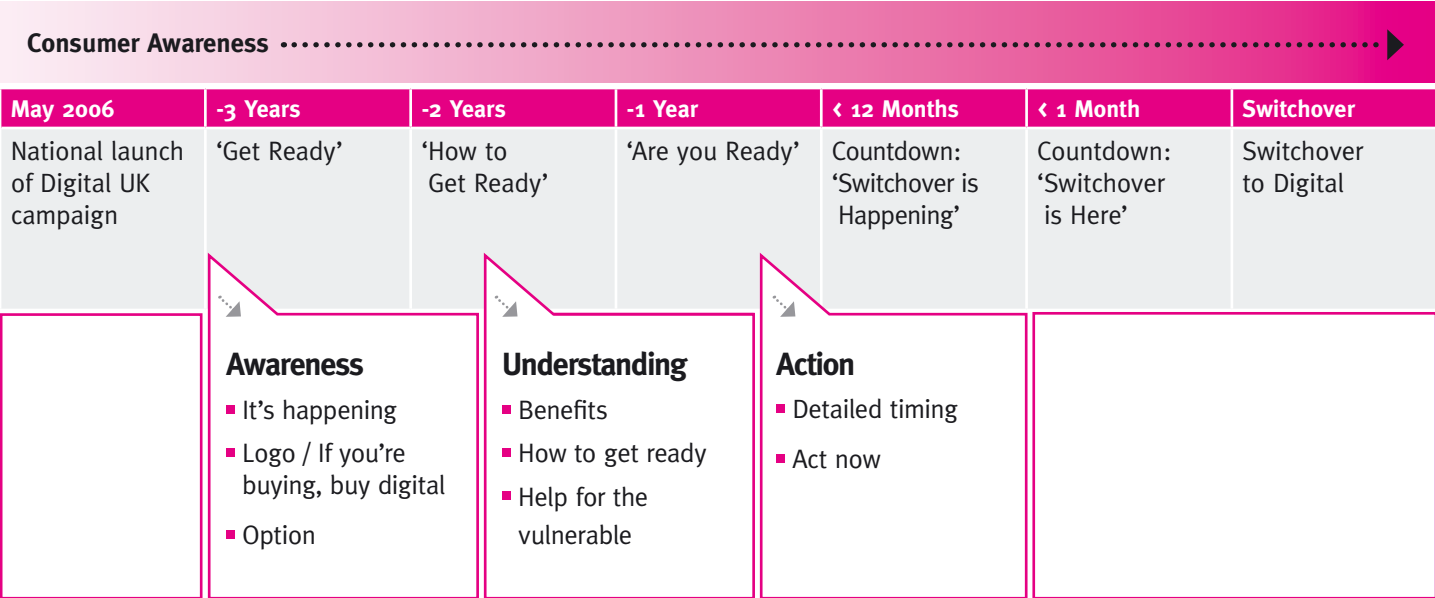 Consumer Awareness
May 2006
-3 Years
-2 Years
-1 Year
< 12 Months
< 1 Month
Switchover
National launch
of Digital UK
campaign
‘Get Ready’
‘How to
Get Ready’
‘Are you Ready’
Countdown:
‘Switchover is
Happening’
Countdown:
‘Switchover
is Here’
Switchover
to Digital
Awareness
It’s happening
Logo / If you’re
buying, buy digital
Option
Understanding
Benefits
How to get ready
Help for the
vulnerable
Action
Detailed timing
Act now